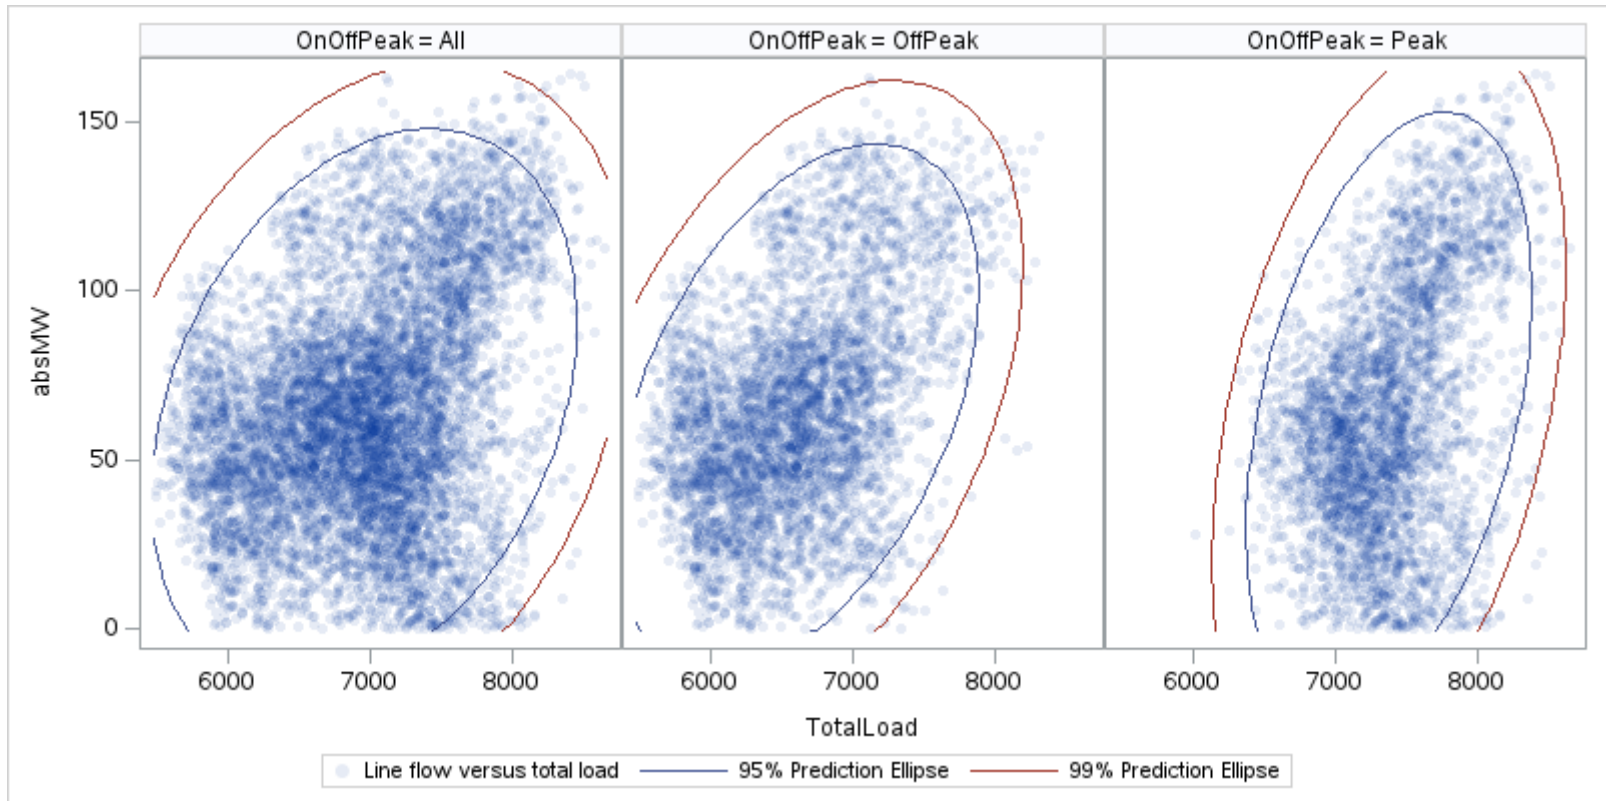 OnOffPeak = All
OnOffPeak = OffPeak
OnOffPeak = Peak
absMW
150
100
50
0
6000 7000 8000
6000 7000 8000
6000 7000 8000
TotalLoad
Line flow versus total load 95% Prediction Ellipse 99% Prediction Ellipse